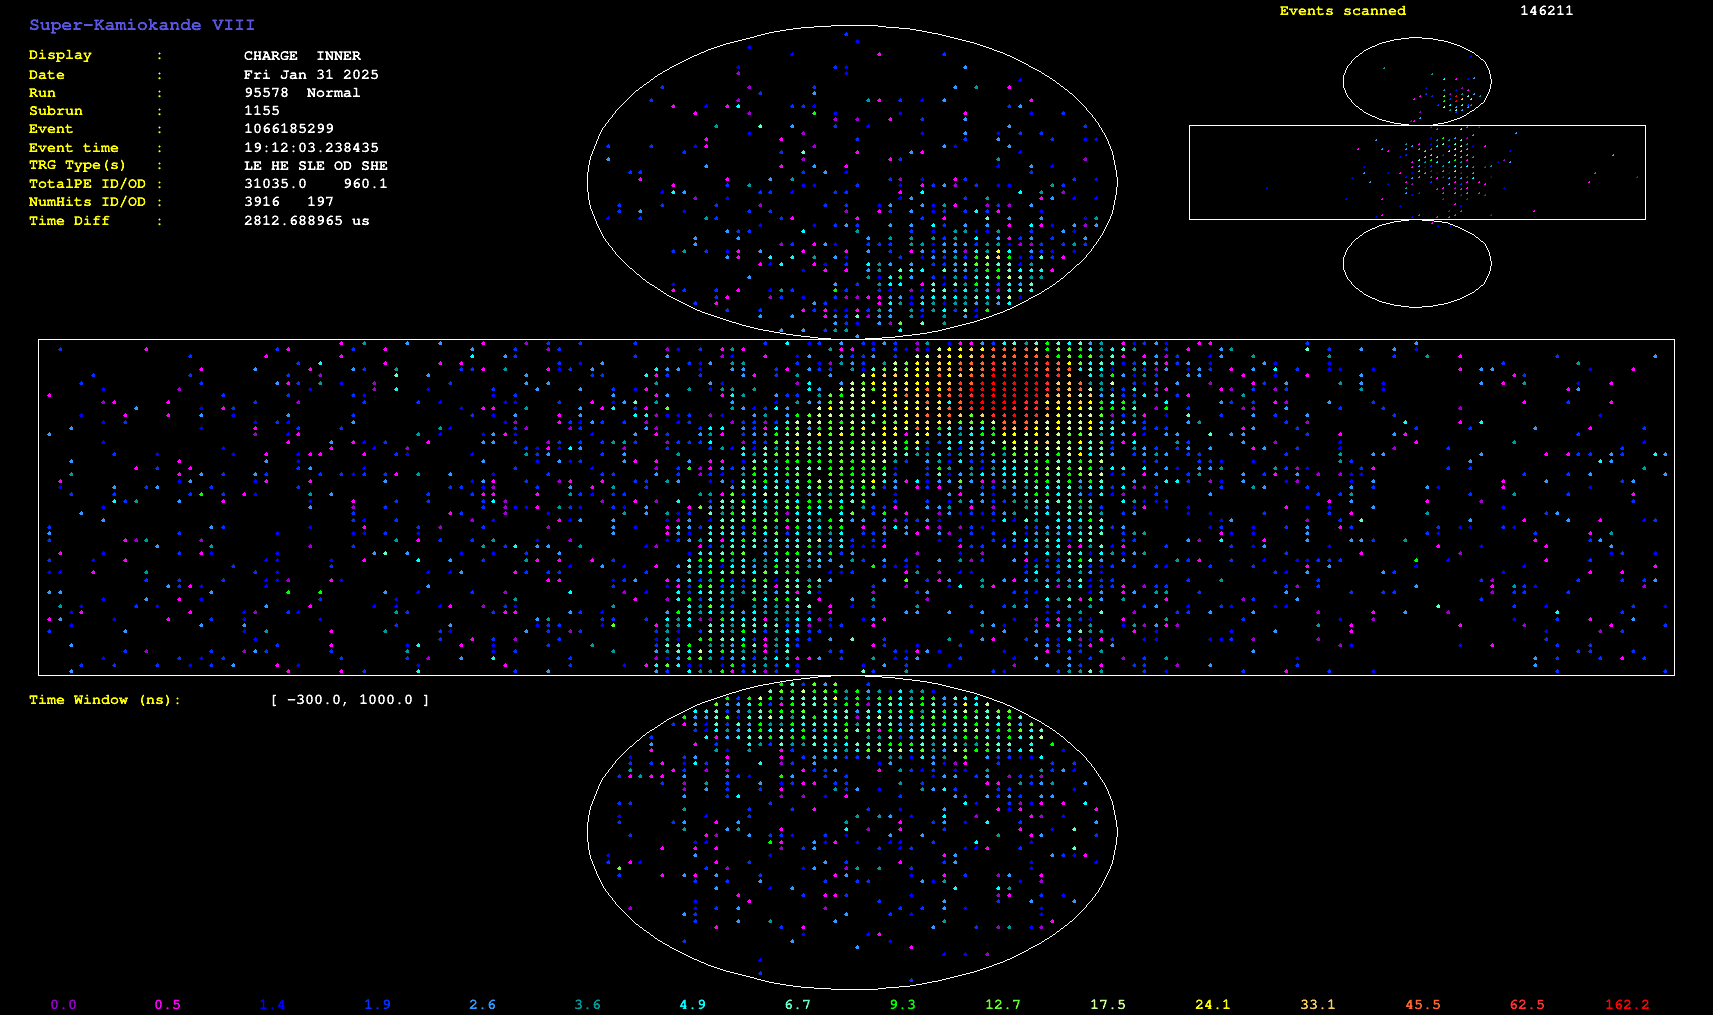 Super-Kamiokande VIII
Events scanned 146211
Display : CHARGE INNER
Date : Fri Jan 31 2025
Run : 95578 Normal
Subrun : 1155
Event : 1066185299
Event time : 19:12:03.238435
TRG Type(s) : LE HE SLE OD SHE
TotalPE ID/OD : 31035.0 960.1
NumHits ID/OD : 3916 197
Time Diff : 2812.688965 us
Time Window (ns): [ -300.0, 1000.0 ]
0.0 0.5 1.4 1.9 2.6 3.6 4.9 6.7 9.3 12.7 17.5 24.1 33.1 45.5 62.5 162.2